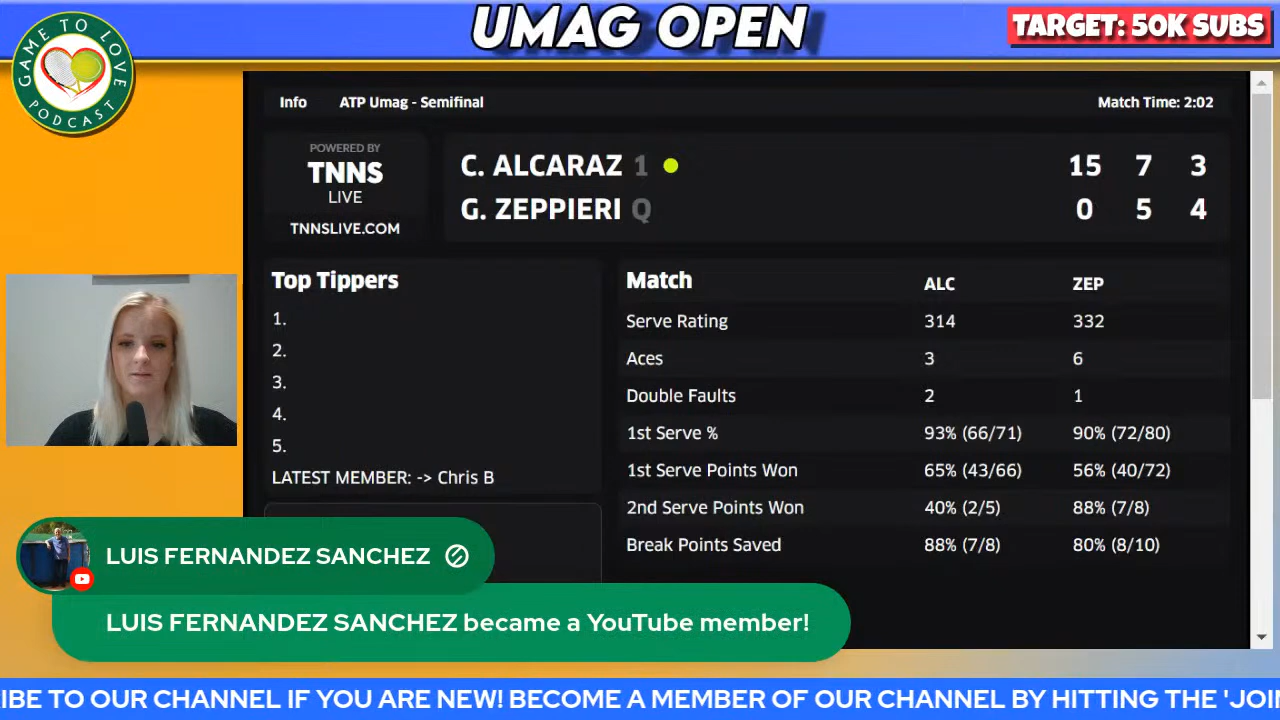 UMAG OPEN
TARGET: 50K SUBS
GAME TO LOVE
PODCAST
Info
ATP Umag - Semifinal
Match Time: 2:02
POWERED BY
TNNS
LIVE
TNNSLIVE.COM
C. ALCARAZ 1 15 7 3
G. ZEPPIERI Q 0 5 4
Top Tippers
1.
2.
3.
4.
5.
LATEST MEMBER: -> Chris B
Match ALC ZEP
Serve Rating 314 332
Aces 3 6
Double Faults 2 1
1st Serve % 93% (66/71) 90% (72/80)
1st Serve Points Won 65% (43/66) 56% (40/72)
2nd Serve Points Won 40% (2/5) 88% (7/8)
Break Points Saved 88% (7/8) 80% (8/10)
LUIS FERNANDEZ SANCHEZ
LUIS FERNANDEZ SANCHEZ became a YouTube member!
IBE TO OUR CHANNEL IF YOU ARE NEW! BECOME A MEMBER OF OUR CHANNEL BY HITTING THE 'JOI